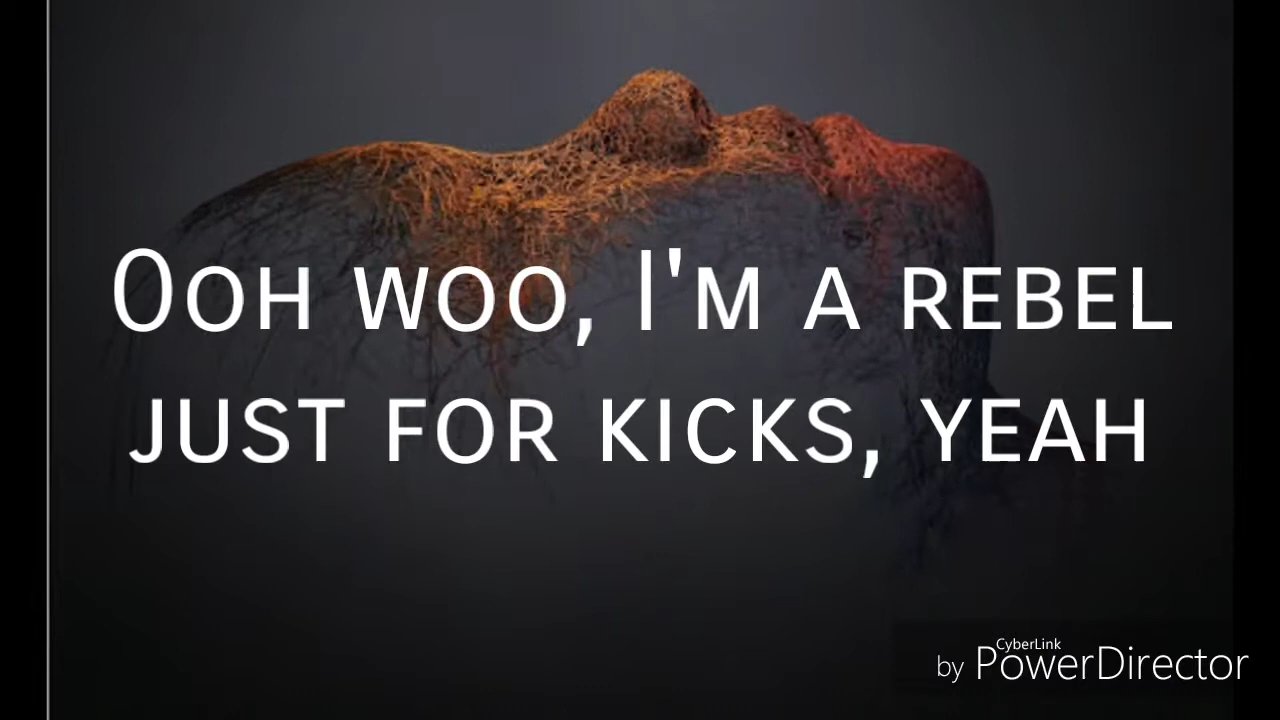 Ooh woo, I'm a rebel
just for kicks, yeah
CyberLink
by PowerDirector